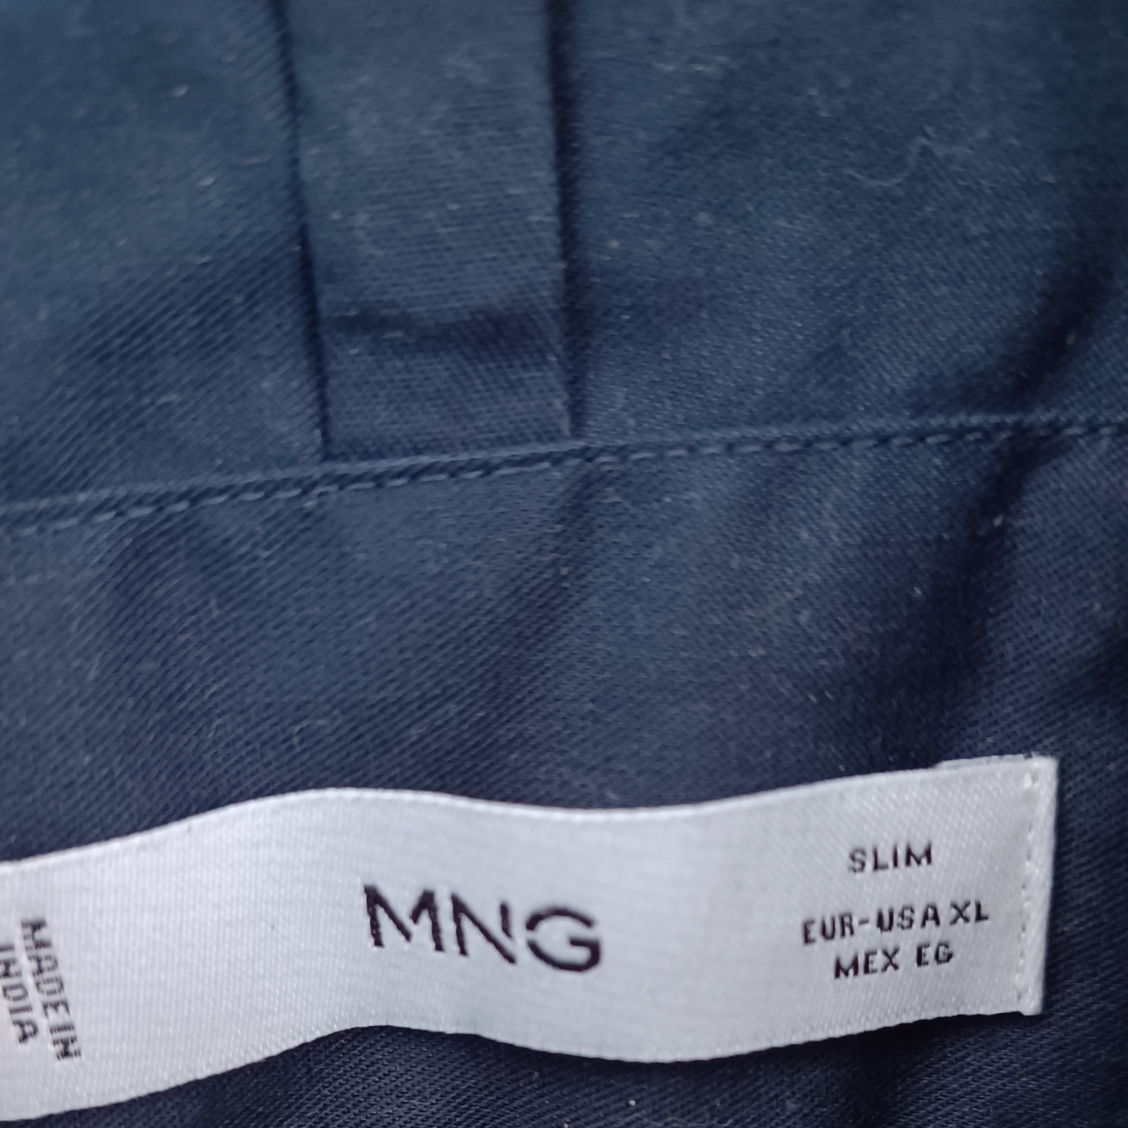 MADE IN
INDIA
MNG
SLIM
EUR-USA XL
MEX EG